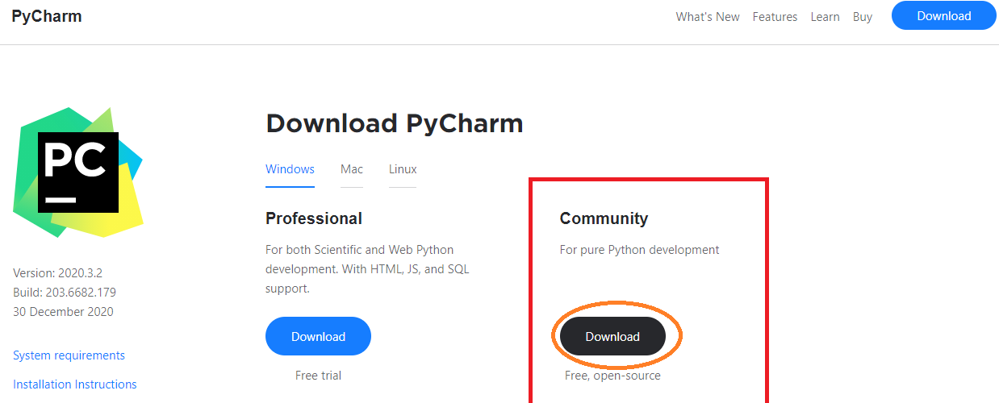 PyCharm
What's New Features Learn Buy Download
PC
Download PyCharm
Windows Mac Linux
Professional
For both Scientific and Web Python
development. With HTML, JS, and SQL
support.
Download
Free trial
Community
For pure Python development
Download
Free, open-source
Version: 2020.3.2
Build: 203.6682.179
30 December 2020
System requirements
Installation Instructions